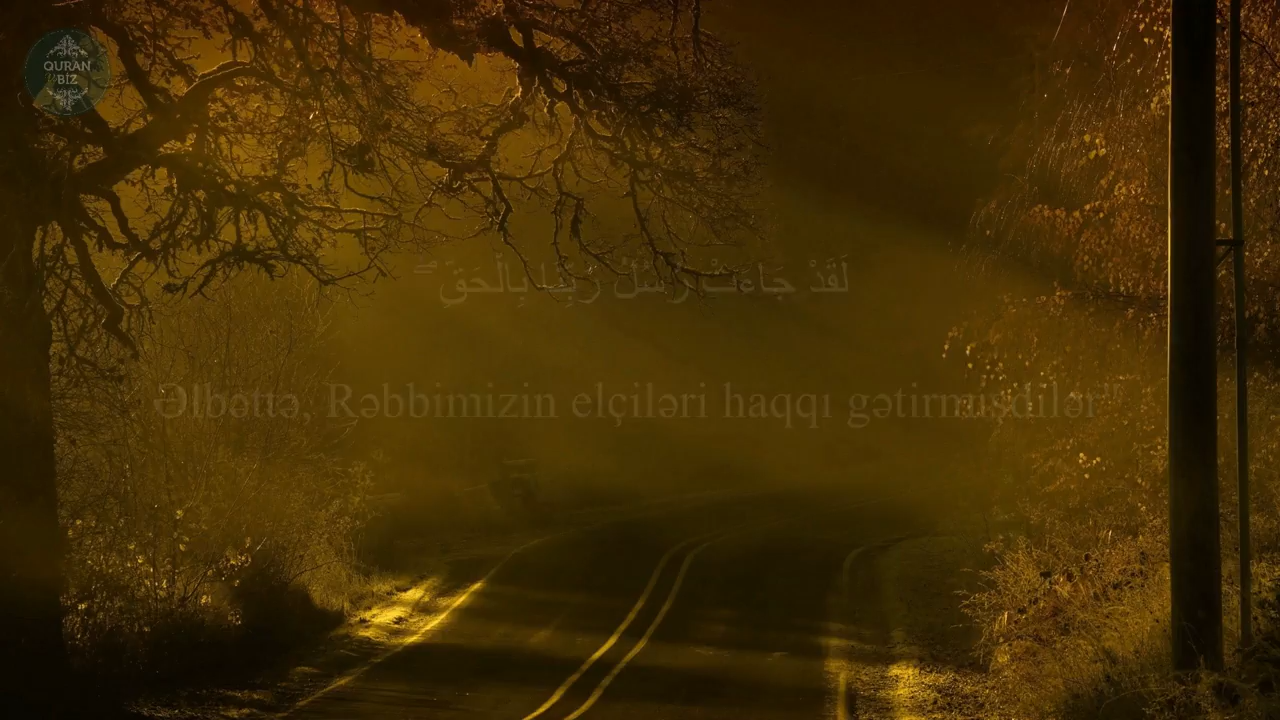 QURAN
BİZ
لَقَدْ جَاءَتْ رُسُلُ رَبِّنَا بِالْحَقِّ ۖ
Əlbəttə, Rəbbimizin elçiləri haqqı gətirmişdilər"